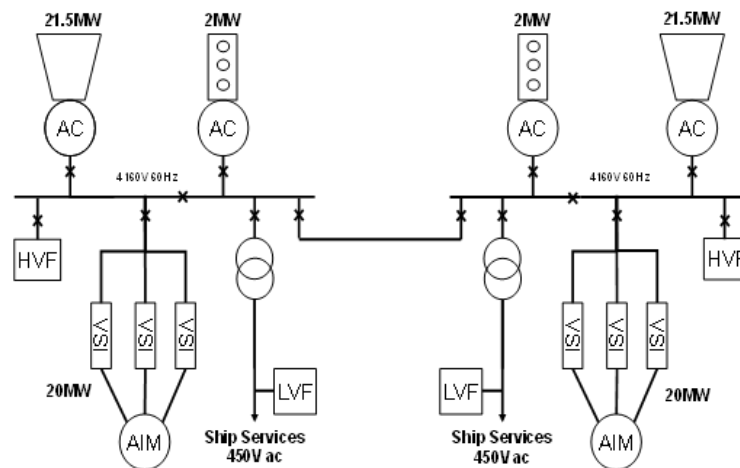 21.5MW
2MW
2MW
21.5MW
AC
AC
AC
AC
4160V 60Hz
4160V 60Hz
HVF
HVF
VSI
VSI
VSI
VSI
VSI
VSI
20MW
LVF
LVF
20MW
AIM
Ship Services
450V ac
Ship Services
450V ac
AIM